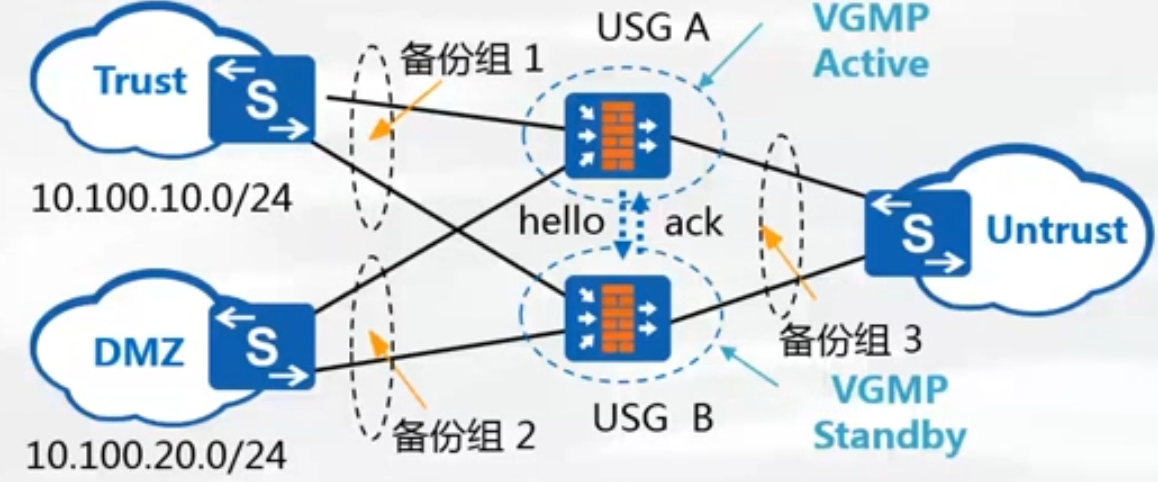 USG A
VGMP
Active
备份组 1
Trust
S
10.100.10.0/24
hello
ack
S
Untrust
DMZ
S
备份组 3
备份组 2
USG B
VGMP
Standby
10.100.20.0/24